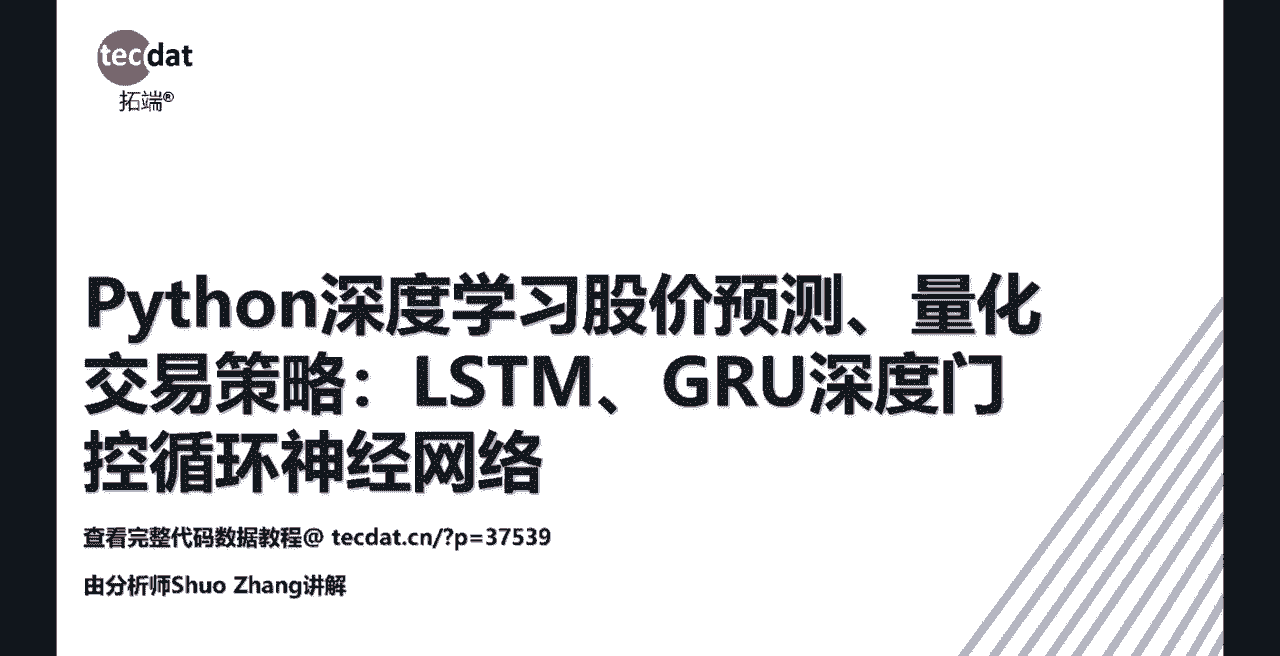 tecdat
拓端®
Python深度学习股价预测、量化
交易策略：LSTM、GRU深度门
控循环神经网络
查看完整代码数据教程@ tecdat.cn/?p=37539
由分析师Shuo Zhang讲解